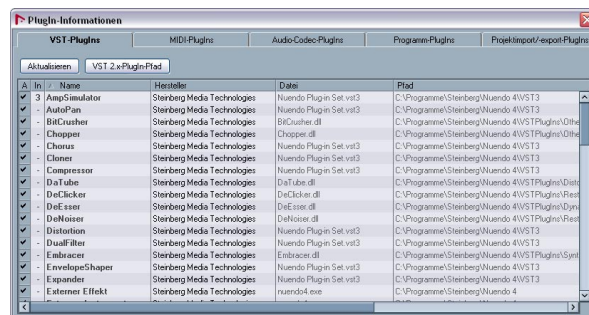 PlugIn-Informationen
VST-PlugIns MIDI-PlugIns Audio-Codec-PlugIns Programm-PlugIns Projektimport/-export-PlugIns
Aktualisieren VST 2.x-PlugIn-Pfad
A In Name Hersteller Datei Pfad
3 AmpSimulator Steinberg Media Technologies Nuendo Plug-in Set.vst3 C:\Programme\Steinberg\Nuendo 4\VST3
- AutoPan Steinberg Media Technologies Nuendo Plug-in Set.vst3 C:\Programme\Steinberg\Nuendo 4\VST3
- BitCrusher Steinberg Media Technologies BitCrusher.dll C:\Programme\Steinberg\Nuendo 4\VSTPlugIns\Othe
- Chopper Steinberg Media Technologies Chopper.dll C:\Programme\Steinberg\Nuendo 4\VSTPlugIns\Othe
- Chorus Steinberg Media Technologies Nuendo Plug-in Set.vst3 C:\Programme\Steinberg\Nuendo 4\VST3
- Cloner Steinberg Media Technologies Nuendo Plug-in Set.vst3 C:\Programme\Steinberg\Nuendo 4\VST3
- Compressor Steinberg Media Technologies Nuendo Plug-in Set.vst3 C:\Programme\Steinberg\Nuendo 4\VST3
- DaTube Steinberg Media Technologies DaTube.dll C:\Programme\Steinberg\Nuendo 4\VSTPlugIns\Disto
- DeClicker Steinberg Media Technologies DeClicker.dll C:\Programme\Steinberg\Nuendo 4\VSTPlugIns\Rest
- DeEsser Steinberg Media Technologies DeEsser.dll C:\Programme\Steinberg\Nuendo 4\VSTPlugIns\Dyna
- DeNoiser Steinberg Media Technologies DeNoiser.dll C:\Programme\Steinberg\Nuendo 4\VSTPlugIns\Rest
- Distortion Steinberg Media Technologies Nuendo Plug-in Set.vst3 C:\Programme\Steinberg\Nuendo 4\VST3
- DualFilter Steinberg Media Technologies Nuendo Plug-in Set.vst3 C:\Programme\Steinberg\Nuendo 4\VST3
- Embracer Steinberg Media Technologies Embracer.dll C:\Programme\Steinberg\Nuendo 4\VSTPlugIns\Synt
- EnvelopeShaper Steinberg Media Technologies Nuendo Plug-in Set.vst3 C:\Programme\Steinberg\Nuendo 4\VST3
- Expander Steinberg Media Technologies Nuendo Plug-in Set.vst3 C:\Programme\Steinberg\Nuendo 4\VST3
- Externer Effekt Steinberg Media Technologies nuendo4.exe C:\Programme\Steinberg\Nuendo 4